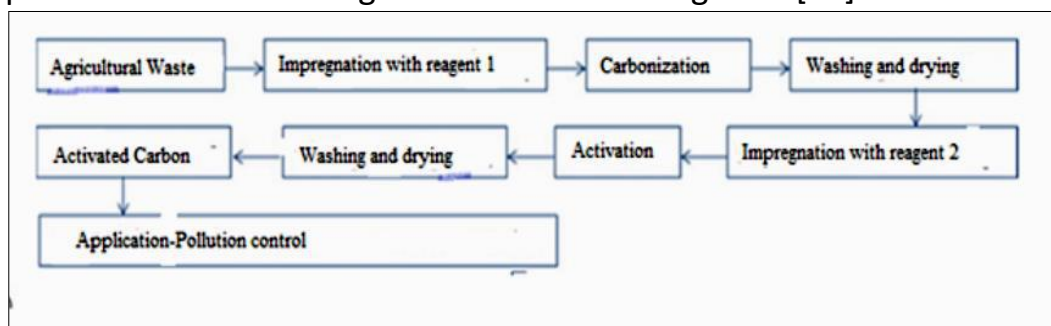 Agricultural Waste
Impregnation with reagent 1
Carbonization
Washing and drying
Impregnation with reagent 2
Activation
Washing and drying
Activated Carbon
Application-Pollution control